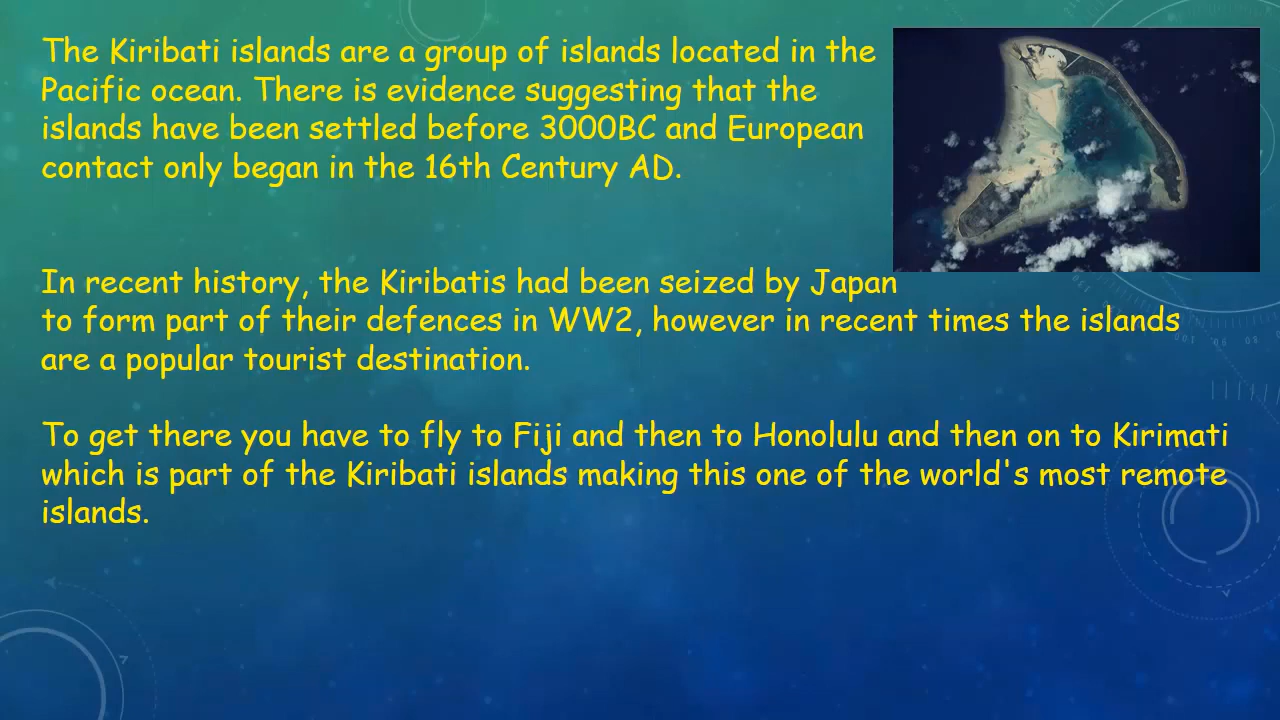 The Kiribati islands are a group of islands located in the
Pacific ocean. There is evidence suggesting that the
islands have been settled before 3000BC and European
contact only began in the 16th Century AD.
In recent history, the Kiribatis had been seized by Japan
to form part of their defences in WW2, however in recent times the islands
are a popular tourist destination.
To get there you have to fly to Fiji and then to Honolulu and then on to Kirimati
which is part of the Kiribati islands making this one of the world's most remote
islands.